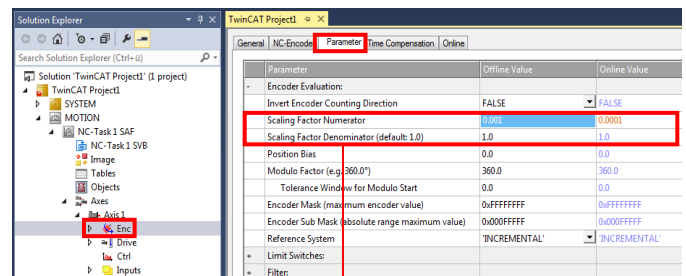 Solution Explorer
Search Solution Explorer (Ctrl+ü)
Solution 'TwinCAT Project1' (1 project)
TwinCAT Project1
SYSTEM
MOTION
NC-Task 1 SAF
NC-Task 1 SVB
Image
Tables
Objects
Axes
Axis 1
Enc
Drive
Ctrl
Inputs
TwinCAT Project1
General NC-Encoder Parameter Time Compensation Online
Parameter Offline Value Online Value
- Encoder Evaluation:
Invert Encoder Counting Direction FALSE FALSE
Scaling Factor Numerator 0.001 0.0001
Scaling Factor Denominator (default: 1.0) 1.0 1.0
Position Bias 0.0 0.0
Modulo Factor (e.g. 360.0°) 360.0 360.0
Tolerance Window for Modulo Start 0.0 0.0
Encoder Mask (maximum encoder value) 0xFFFFFFFF 0xFFFFFFFF
Encoder Sub Mask (absolute range maximum value) 0x000FFFFF 0x000FFFFF
Reference System 'INCREMENTAL' 'INCREMENTAL'
+ Limit Switches:
+ Filter: